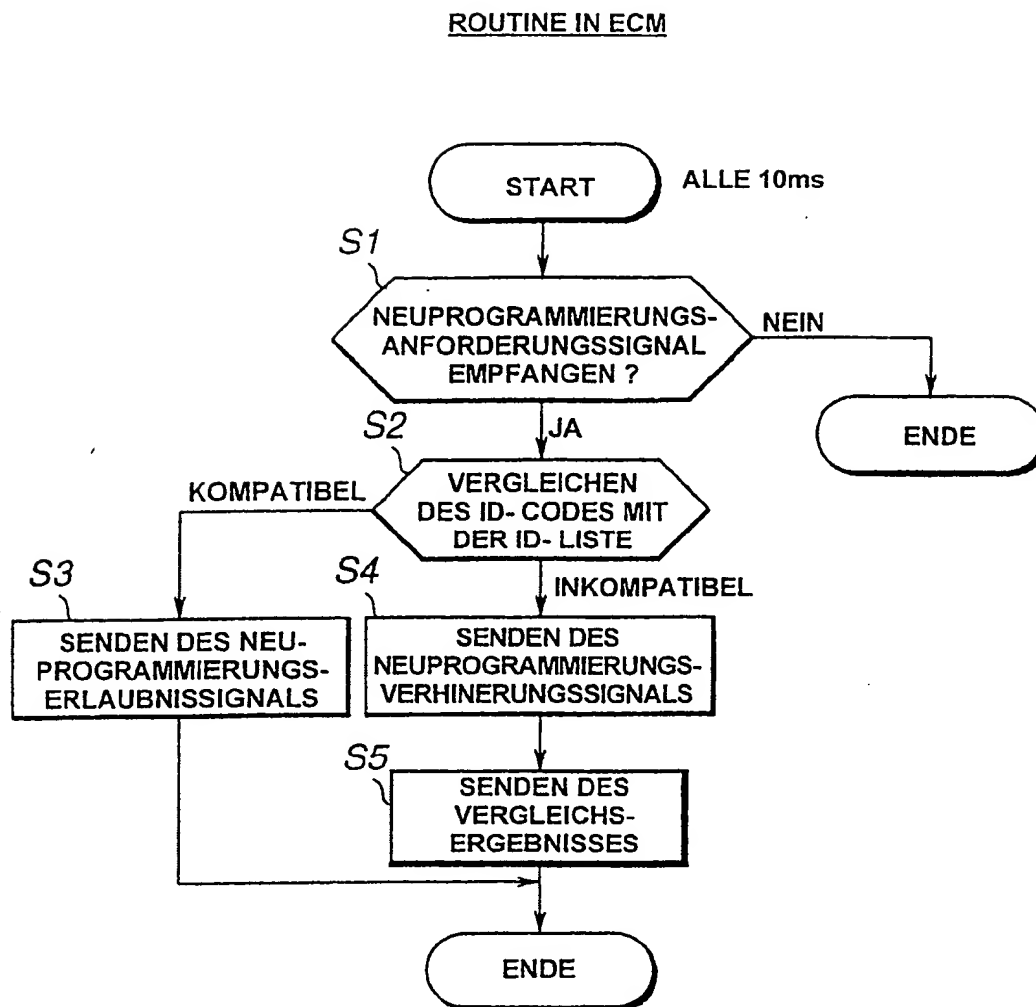 ROUTINE IN ECM
START
ALLE 10ms
S1
NEUPROGRAMMIERUNGS-
ANFORDERUNGSSIGNAL
EMPFANGEN ?
NEIN
ENDE
JA
S2
VERGLEICHEN
DES ID- CODES MIT
DER ID- LISTE
KOMPATIBEL
INKOMPATIBEL
S3
SENDEN DES NEU-
PROGRAMMIERUNGS-
ERLAUBNISSIGNALS
S4
SENDEN DES
NEUPROGRAMMIERUNGS-
VERHINERUNGSSIGNALS
S5
SENDEN DES
VERGLEICHS-
ERGEBNISSES
ENDE